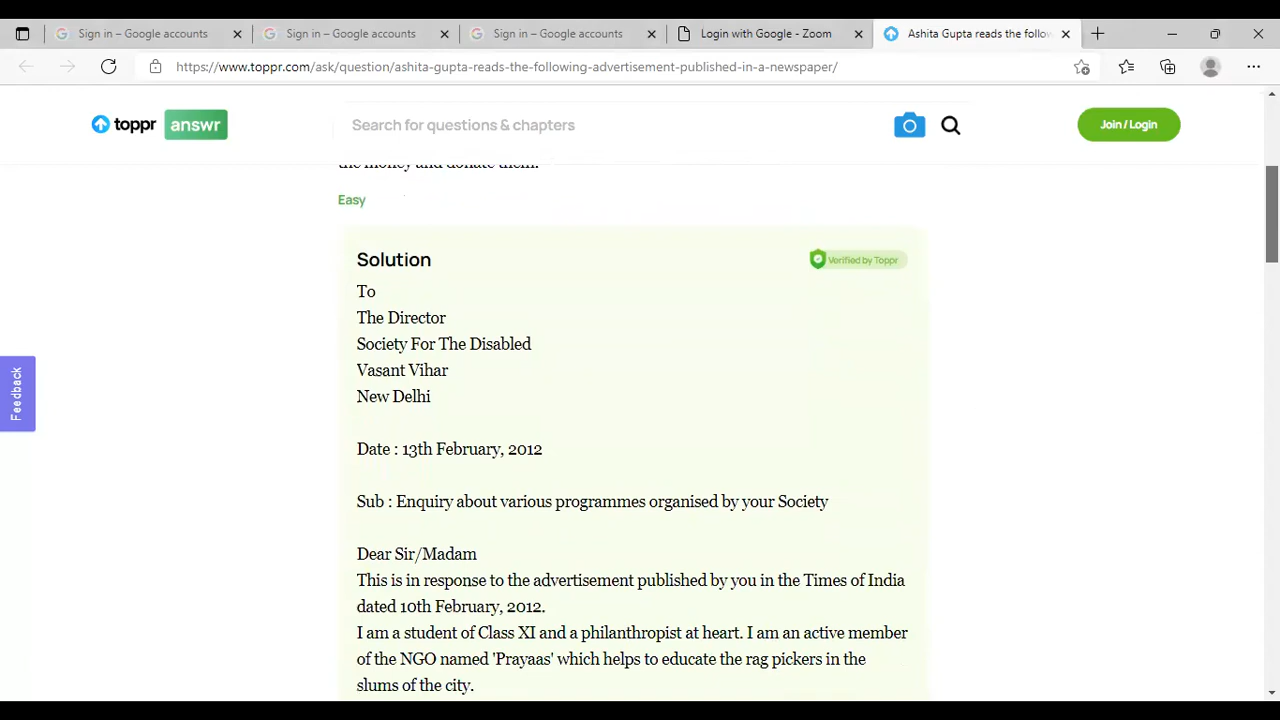 Sign in – Google accounts
Sign in – Google accounts
Sign in – Google accounts
Login with Google - Zoom
Ashita Gupta reads the follow
https://www.toppr.com/ask/question/ashita-gupta-reads-the-following-advertisement-published-in-a-newspaper/
toppr answr
Search for questions & chapters
Join / Login
the money and donate them.
Easy
Solution
Verified by Toppr
To
The Director
Society For The Disabled
Vasant Vihar
New Delhi
Date : 13th February, 2012
Sub : Enquiry about various programmes organised by your Society
Dear Sir/Madam
This is in response to the advertisement published by you in the Times of India
dated 10th February, 2012.
I am a student of Class XI and a philanthropist at heart. I am an active member
of the NGO named 'Prayaas' which helps to educate the rag pickers in the
slums of the city.
Feedback